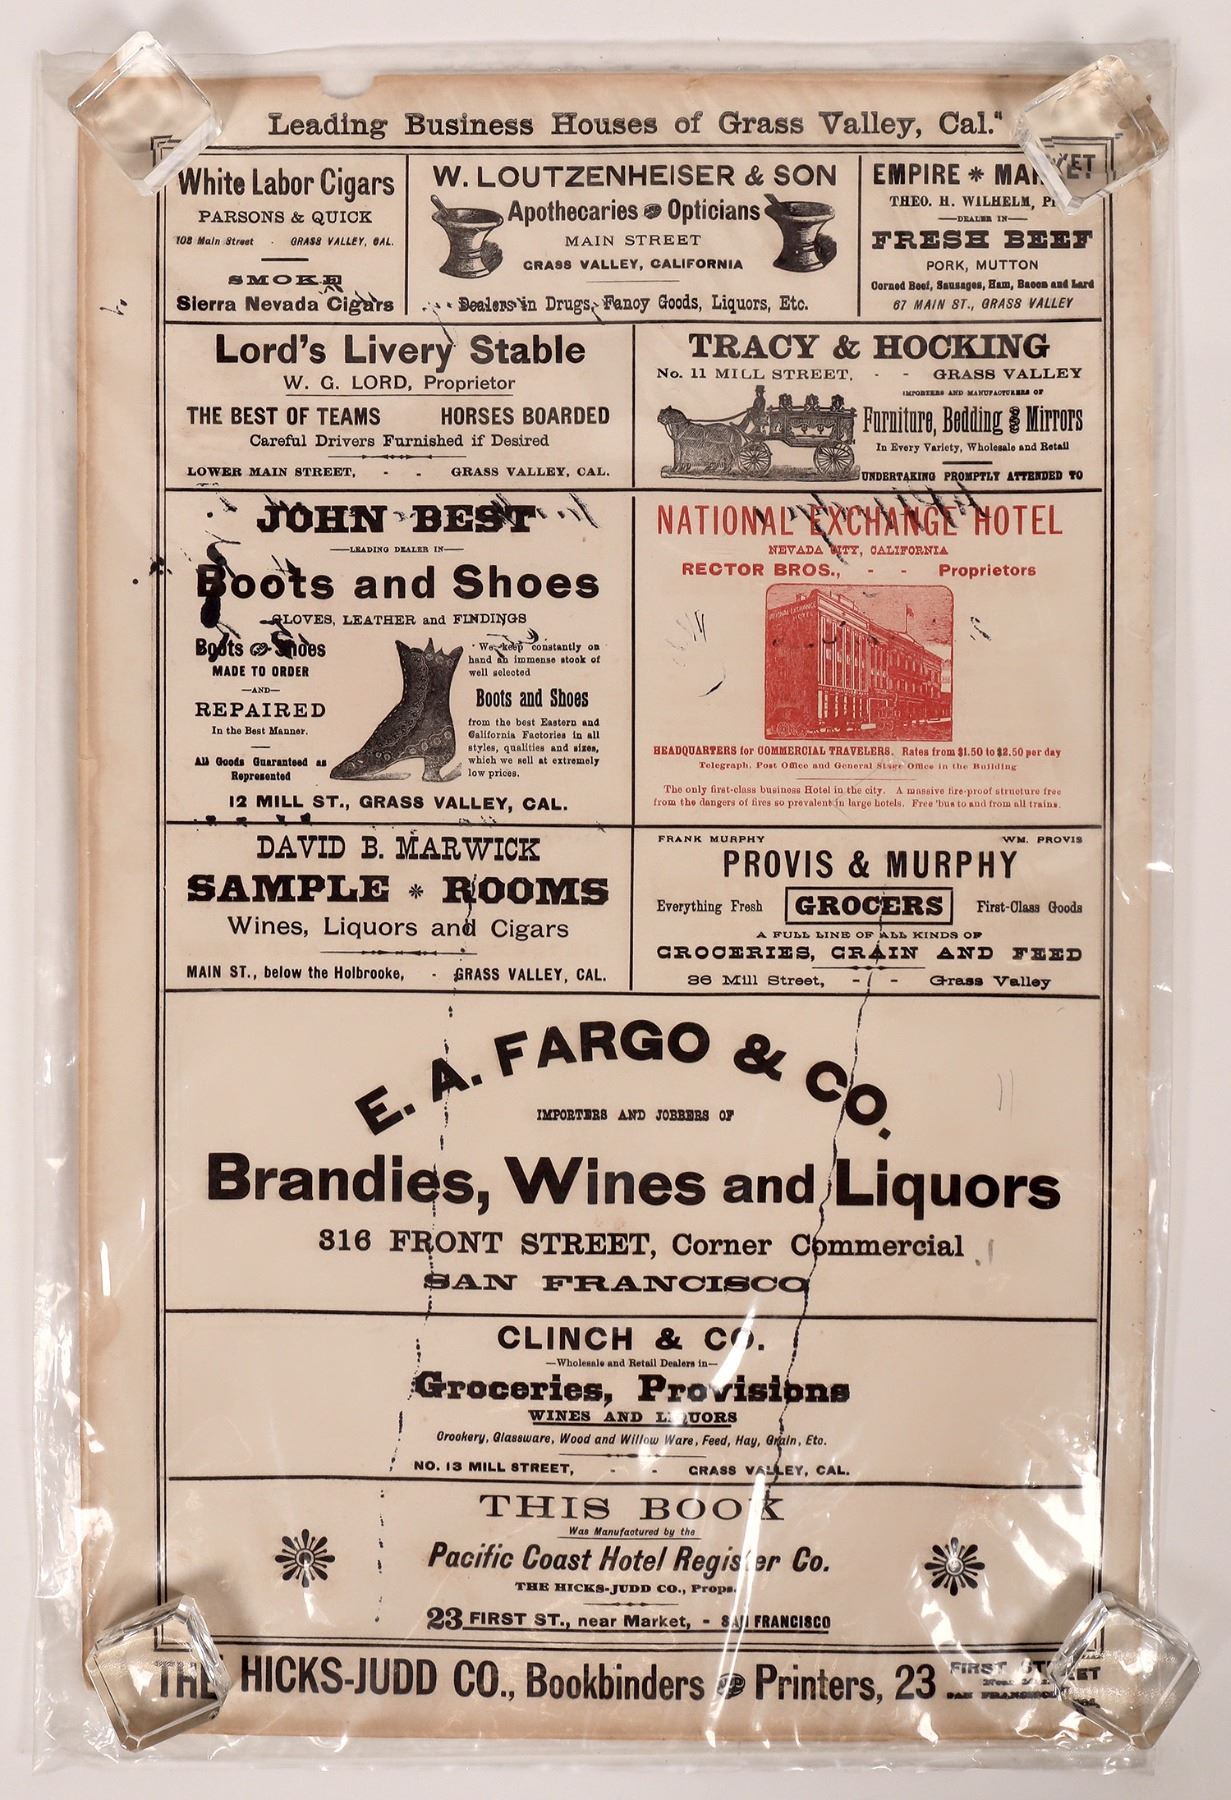 Leading Business Houses of Grass Valley, Cal."
White Labor Cigars
PARSONS & QUICK
108 Main Street - GRASS VALLEY, CAL.
SMOKE
Sierra Nevada Cigars
W. LOUTZENHEISER & SON
Apothecaries Opticians
MAIN STREET
GRASS VALLEY, CALIFORNIA
Dealers in Drugs, Fancy Goods, Liquors, Etc.
EMPIRE * MARKET
THEO. H. WILHELM,
—DEALER IN—
FRESH BEEF
PORK, MUTTON
Corned Beef, Sausages, Ham, Bacon and Lard
67 MAIN ST., GRASS VALLEY
Lord's Livery Stable
W. G. LORD, Proprietor
THE BEST OF TEAMS HORSES BOARDED
Careful Drivers Furnished if Desired
LOWER MAIN STREET, - - GRASS VALLEY, CAL.
TRACY & HOCKING
No. 11 MILL STREET, - - GRASS VALLEY
IMPORTERS AND MANUFACTURERS OF
Furniture, Bedding & Mirrors
In Every Variety, Wholesale and Retail
UNDERTAKING PROMPTLY ATTENDED TO
JOHN BEST
—LEADING DEALER IN—
Boots and Shoes
GLOVES, LEATHER and FINDINGS
Boots & Shoes
MADE TO ORDER
—AND—
REPAIRED
In the Best Manner.
All Goods Guaranteed as
Represented
We keep constantly on
hand an immense stock of
well selected
Boots and Shoes
from the best Eastern and
California Factories in all
styles, qualities and sizes,
which we sell at extremely
low prices.
12 MILL ST., GRASS VALLEY, CAL.
NATIONAL EXCHANGE HOTEL
NEVADA CITY, CALIFORNIA
RECTOR BROS., - - Proprietors
NATIONAL EXCHANGE
HOTEL
HEADQUARTERS for COMMERCIAL TRAVELERS. Rates from $1.50 to $2.50 per day
Telegraph, Post Office and General Stage Office in the Building
The only first-class business Hotel in the city. A massive fire-proof structure free
from the dangers of fires so prevalent in large hotels. Free 'bus to and from all trains.
DAVID B. MARWICK
SAMPLE * ROOMS
Wines, Liquors and Cigars
MAIN ST., below the Holbrooke, - GRASS VALLEY, CAL.
FRANK MURPHY WM. PROVIS
PROVIS & MURPHY
Everything Fresh GROCERS First-Class Goods
A FULL LINE OF ALL KINDS OF
GROCERIES, GRAIN AND FEED
36 Mill Street, - - Grass Valley
E. A. FARGO & CO.
IMPORTERS AND JOBBERS OF
Brandies, Wines and Liquors
316 FRONT STREET, Corner Commercial
SAN FRANCISCO
CLINCH & CO.
—Wholesale and Retail Dealers in—
Groceries, Provisions
WINES AND LIQUORS
Crookery, Glassware, Wood and Willow Ware, Feed, Hay, Grain, Etc.
NO. 13 MILL STREET, - - GRASS VALLEY, CAL.
THIS BOOK
Was Manufactured by the
Pacific Coast Hotel Register Co.
THE HICKS-JUDD CO., Props.
23 FIRST ST., near Market, - SAN FRANCISCO
THE HICKS-JUDD CO., Bookbinders & Printers, 23 FIRST STREET
SAN FRANCISCO